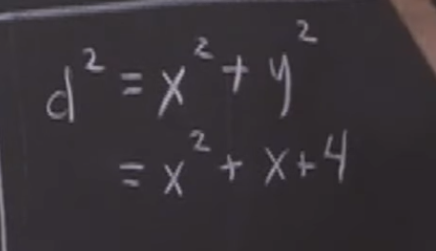 d² = x² + y²
= x² + x + 4